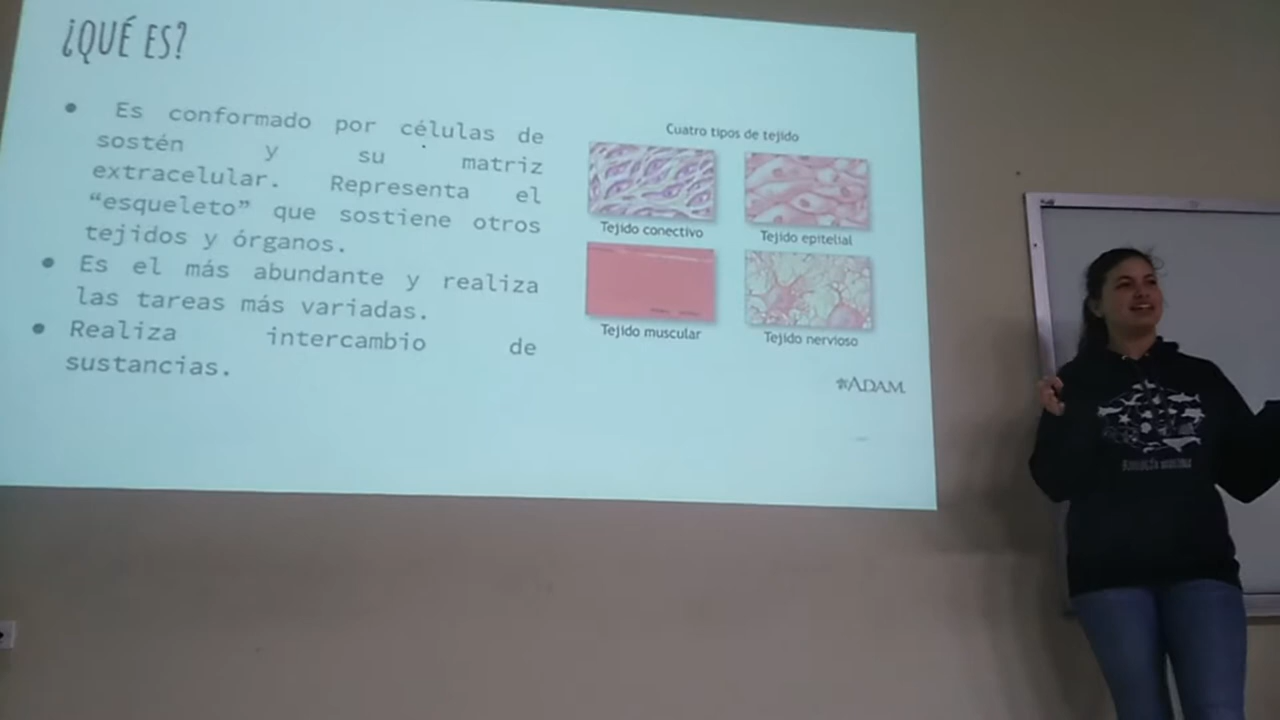 ¿QUÉ ES?
● Es conformado por células de
sostén y su matriz
extracelular. Representa el
“esqueleto” que sostiene otros
tejidos y órganos.
● Es el más abundante y realiza
las tareas más variadas.
● Realiza intercambio de
sustancias.
Cuatro tipos de tejido
Tejido conectivo
Tejido epitelial
Tejido muscular
Tejido nervioso
ADAM.